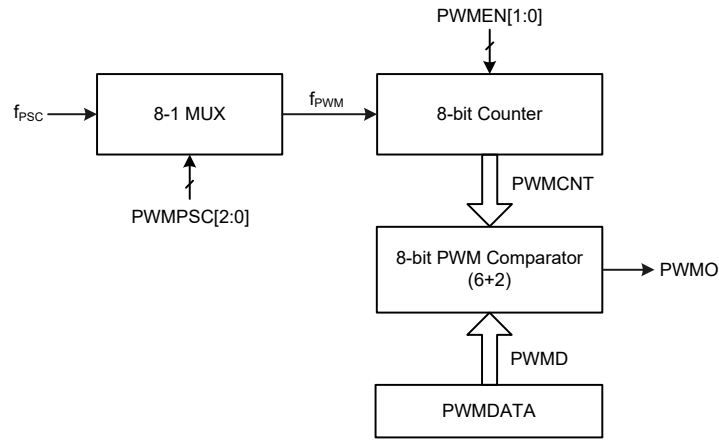 PWMEN[1:0]
fPSC
8-1 MUX
fPWM
8-bit Counter
PWMPSC[2:0]
PWMCNT
8-bit PWM Comparator
(6+2)
PWMO
PWMD
PWMDATA